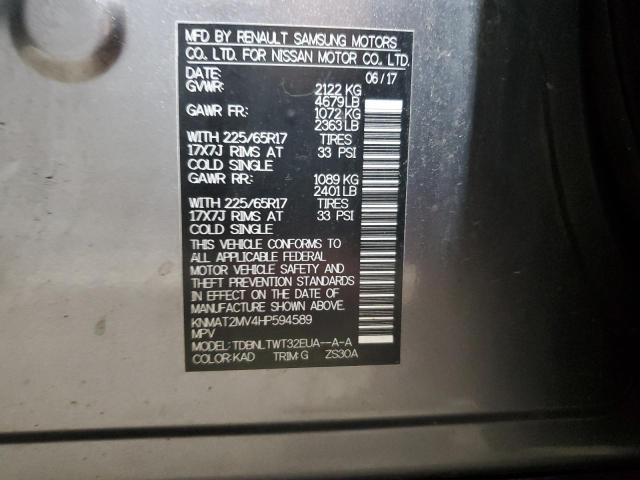 MFD BY RENAULT SAMSUNG MOTORS
CO., LTD. FOR NISSAN MOTOR CO., LTD.
DATE: 06/17
GVWR: 2122 KG
4679 LB
GAWR FR: 1072 KG
2363 LB
WITH 225/65R17 TIRES
17X7J RIMS AT 33 PSI
COLD SINGLE
GAWR RR: 1089 KG
2401 LB
WITH 225/65R17 TIRES
17X7J RIMS AT 33 PSI
COLD SINGLE
THIS VEHICLE CONFORMS TO
ALL APPLICABLE FEDERAL
MOTOR VEHICLE SAFETY AND
THEFT PREVENTION STANDARDS
IN EFFECT ON THE DATE OF
MANUFACTURE SHOWN ABOVE.
KNMAT2MV4HP594589
MPV
MODEL: TDBNLTWT32EUA--A-A
COLOR: KAD TRIM: G ZS30A